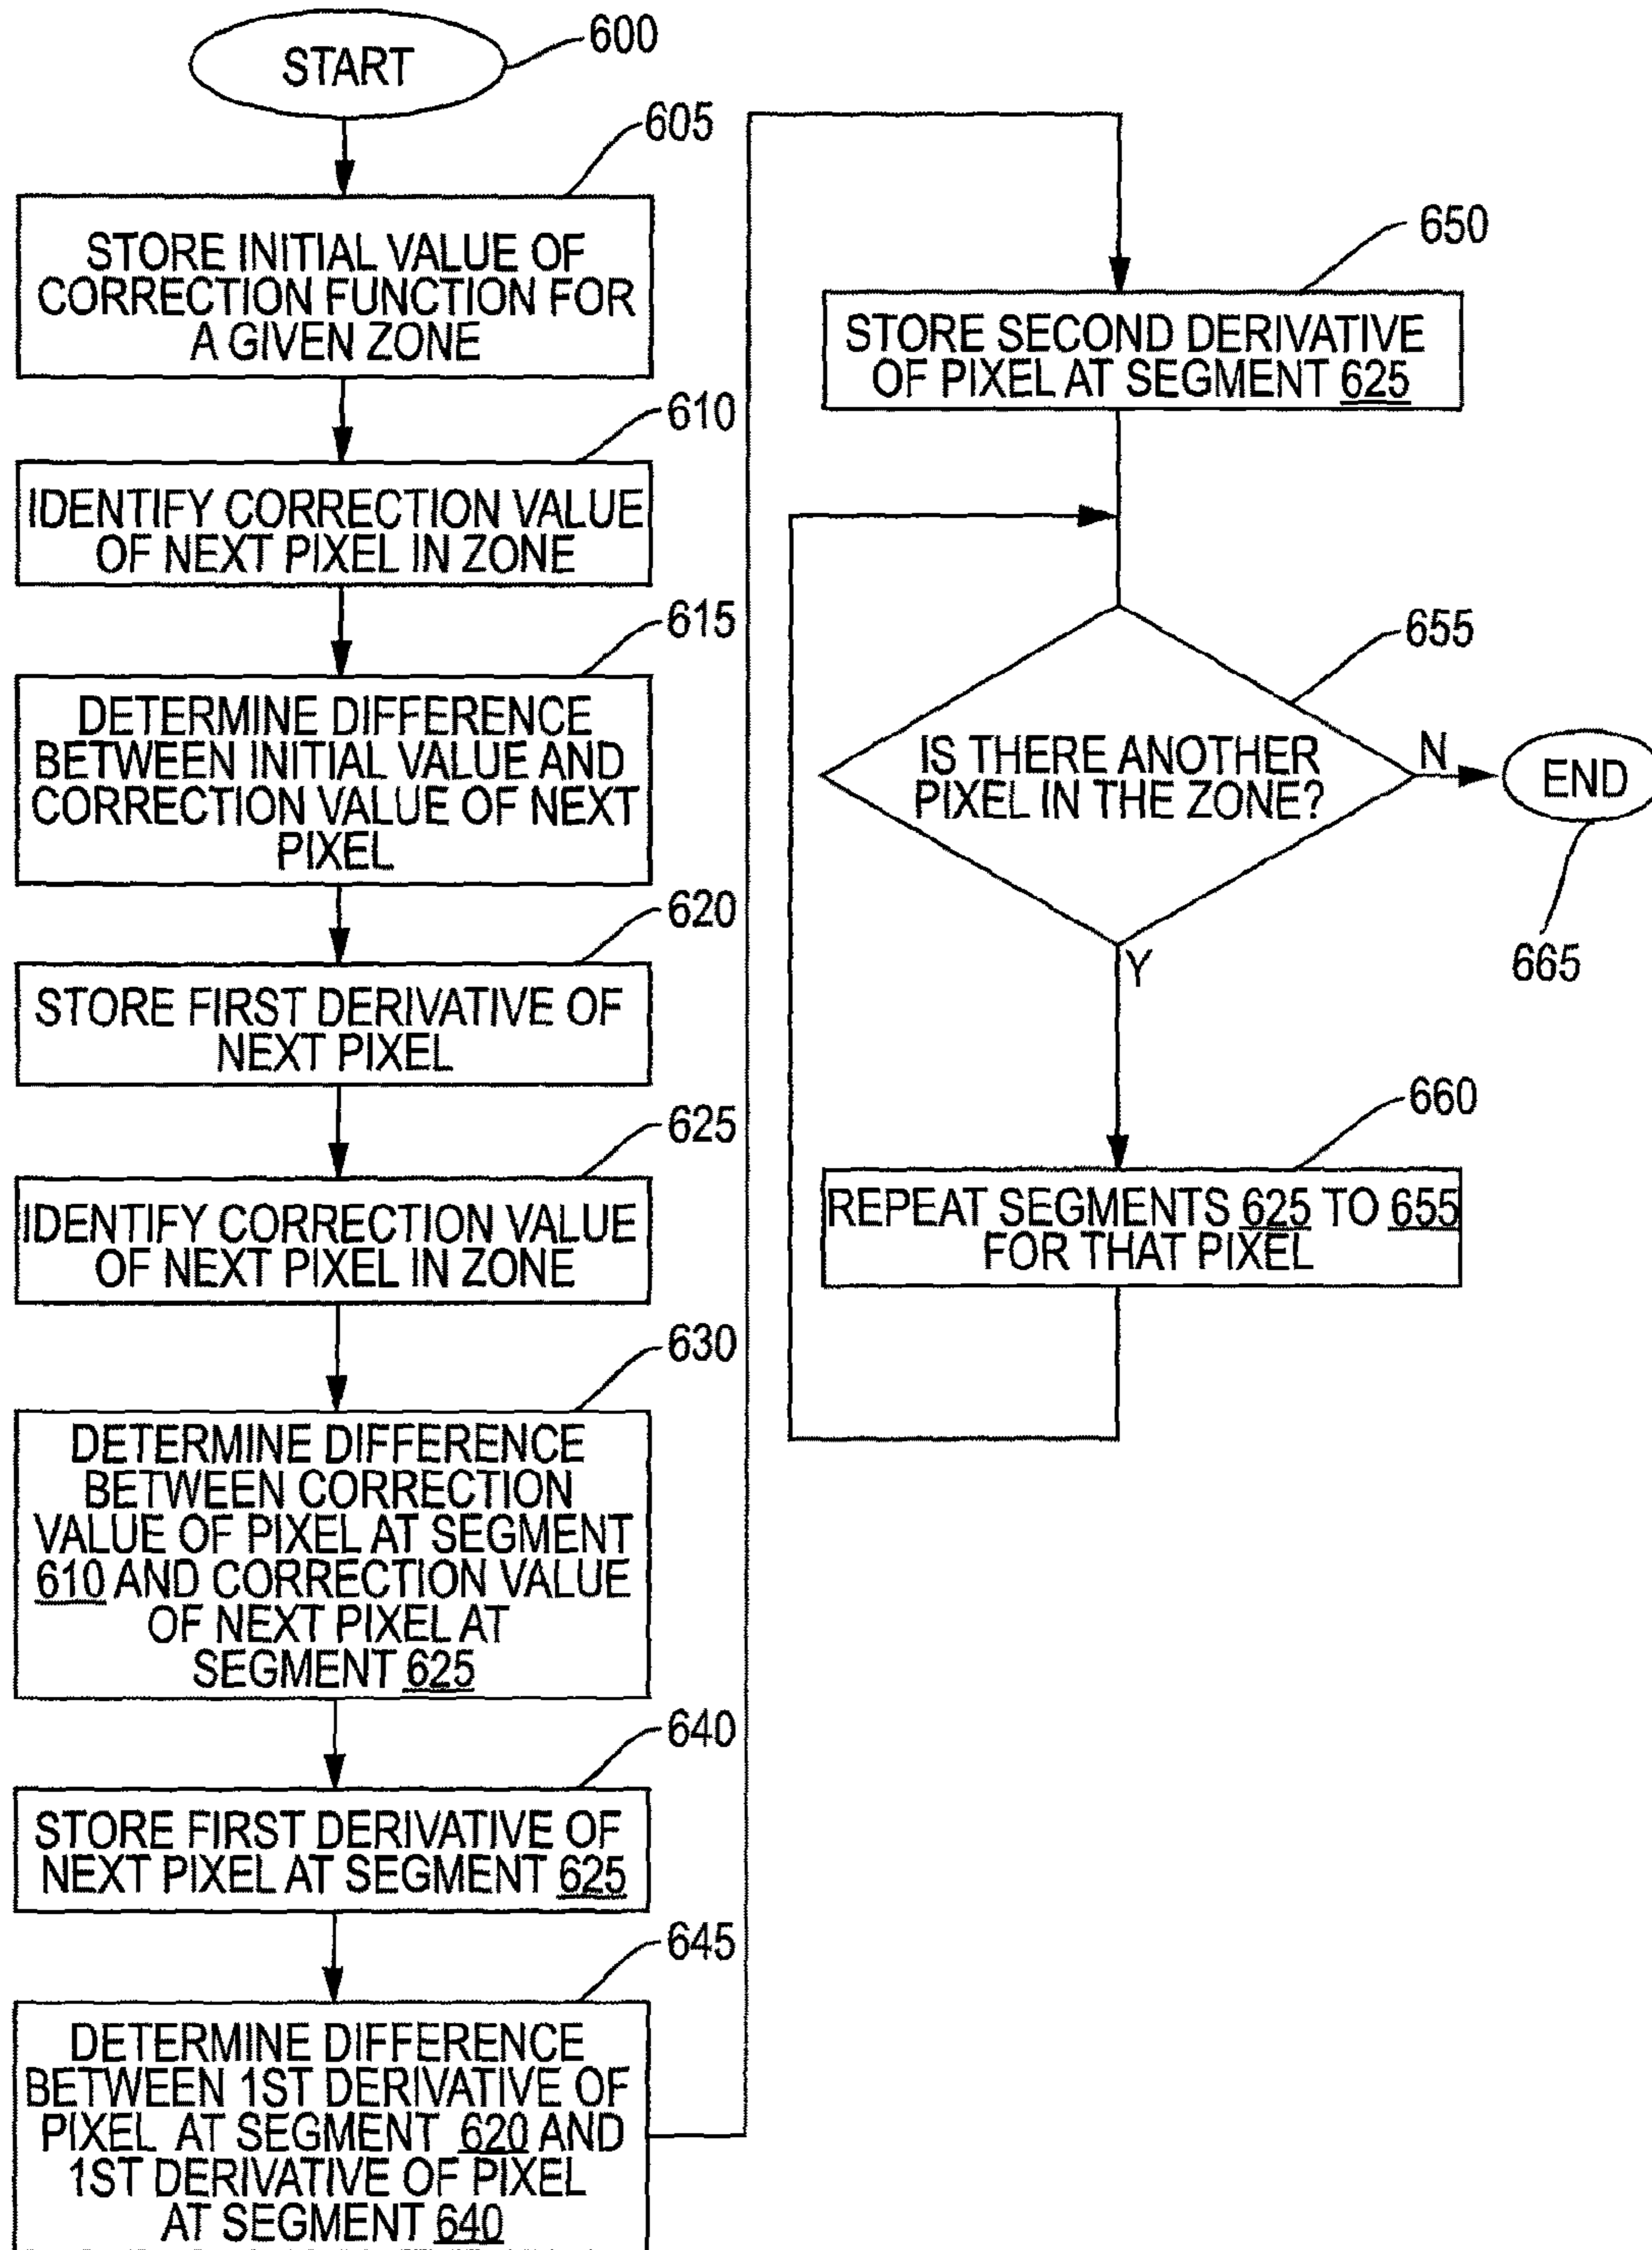 START
600
605
STORE INITIAL VALUE OF
CORRECTION FUNCTION FOR
A GIVEN ZONE
610
IDENTIFY CORRECTION VALUE
OF NEXT PIXEL IN ZONE
615
DETERMINE DIFFERENCE
BETWEEN INITIAL VALUE AND
CORRECTION VALUE OF NEXT
PIXEL
620
STORE FIRST DERIVATIVE OF
NEXT PIXEL
625
IDENTIFY CORRECTION VALUE
OF NEXT PIXEL IN ZONE
630
DETERMINE DIFFERENCE
BETWEEN CORRECTION
VALUE OF PIXEL AT SEGMENT
610 AND CORRECTION VALUE
OF NEXT PIXEL AT
SEGMENT 625
640
STORE FIRST DERIVATIVE OF
NEXT PIXEL AT SEGMENT 625
645
DETERMINE DIFFERENCE
BETWEEN 1ST DERIVATIVE OF
PIXEL AT SEGMENT 620 AND
1ST DERIVATIVE OF PIXEL
AT SEGMENT 640
650
STORE SECOND DERIVATIVE
OF PIXEL AT SEGMENT 625
655
IS THERE ANOTHER
PIXEL IN THE ZONE?
N
END
665
Y
660
REPEAT SEGMENTS 625 TO 655
FOR THAT PIXEL